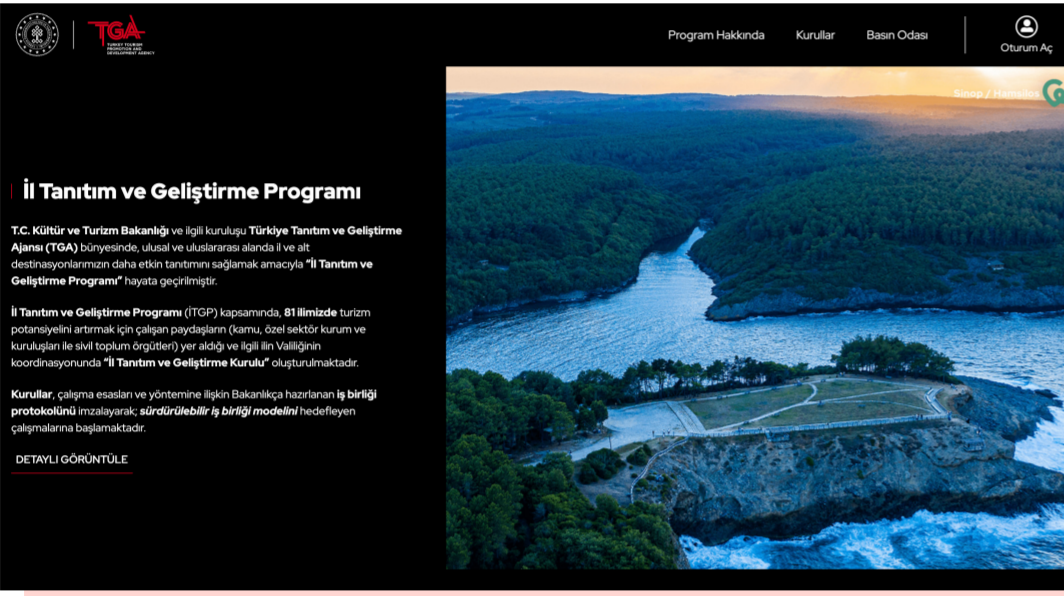 TGA
TURKEY TOURISM
PROMOTION AND
DEVELOPMENT AGENCY
Program Hakkında
Kurullar
Basın Odası
Oturum Aç
Sinop / Hamsilos
İl Tanıtım ve Geliştirme Programı
T.C. Kültür ve Turizm Bakanlığı ve ilgili kuruluşu Türkiye Tanıtım ve Geliştirme
Ajansı (TGA) bünyesinde, ulusal ve uluslararası alanda il ve alt
destinasyonlarımızın daha etkin tanıtımını sağlamak amacıyla “İl Tanıtım ve
Geliştirme Programı” hayata geçirilmiştir.
İl Tanıtım ve Geliştirme Programı (İTGP) kapsamında, 81 ilimizde turizm
potansiyelini artırmak için çalışan paydaşların (kamu, özel sektör kurum ve
kuruluşları ile sivil toplum örgütleri) yer aldığı ve ilgili ilin Valiliğinin
koordinasyonunda “İl Tanıtım ve Geliştirme Kurulu” oluşturulmaktadır.
Kurullar, çalışma esasları ve yöntemine ilişkin Bakanlıkça hazırlanan iş birliği
protokolünü imzalayarak; sürdürülebilir iş birliği modelini hedefleyen
çalışmalarına başlamaktadır.
DETAYLI GÖRÜNTÜLE